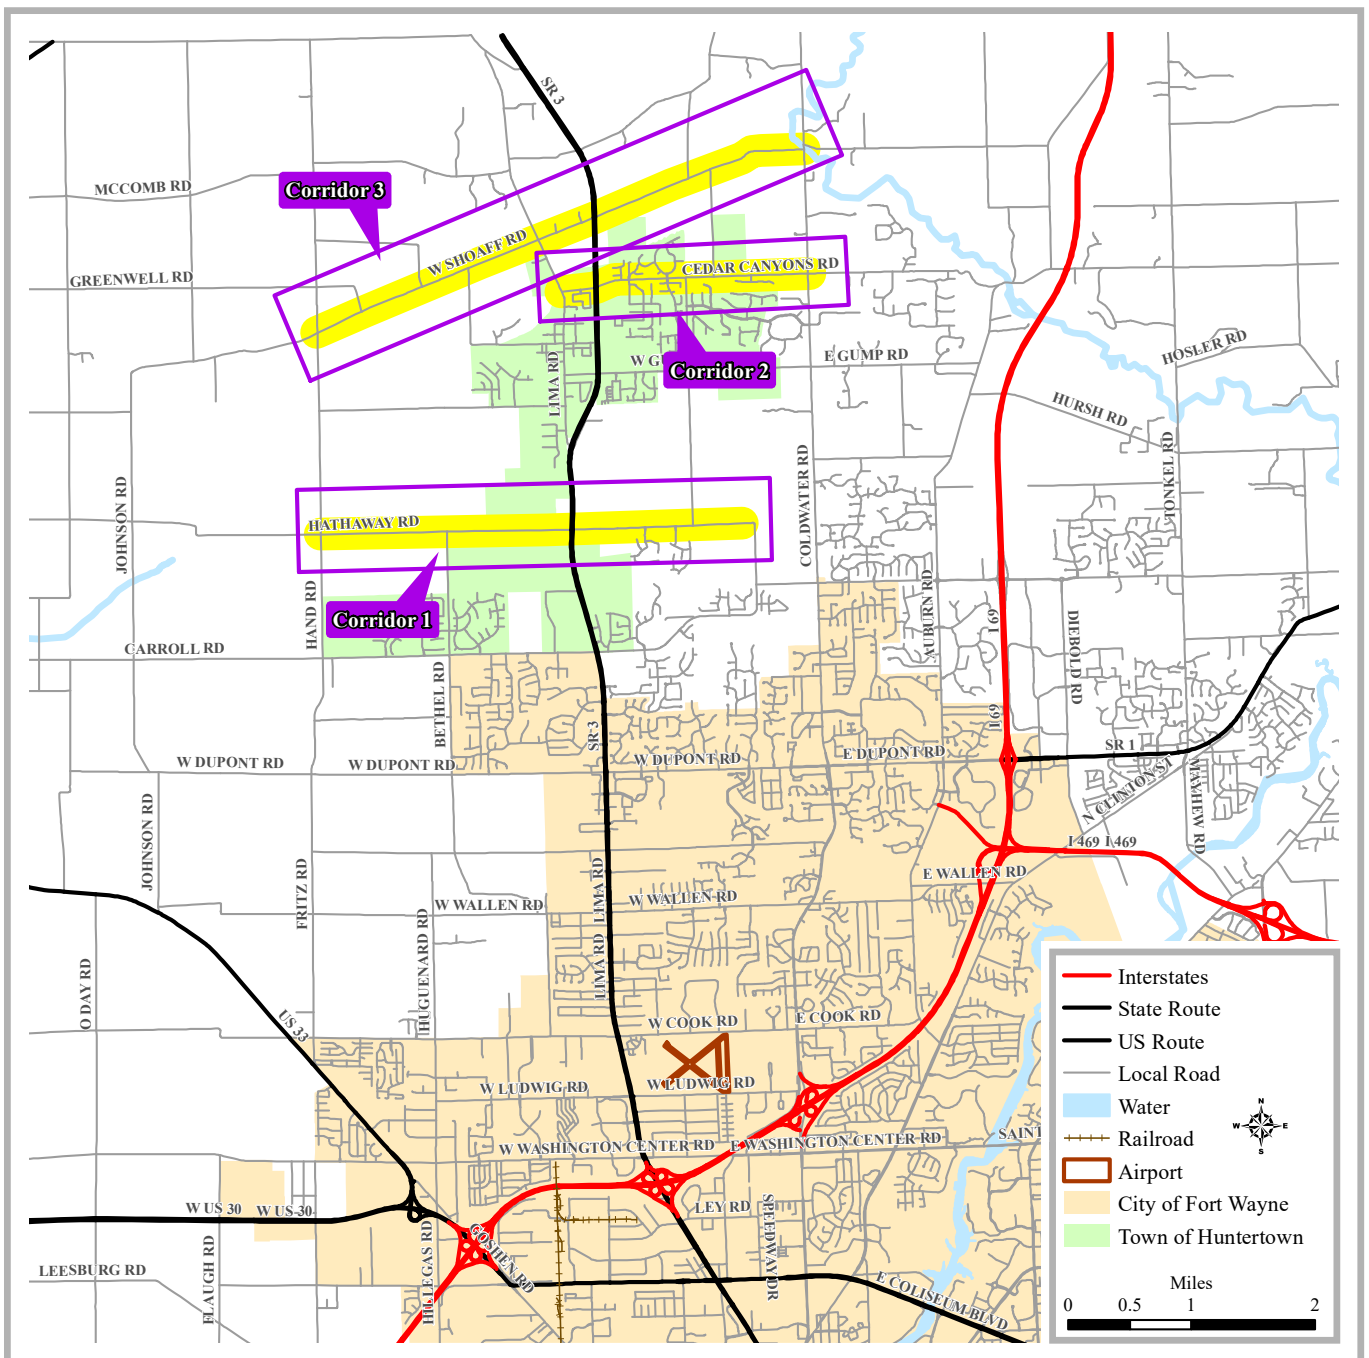 SR 3
MCCOMB RD
Corridor 3
W SHOAFF RD
GREENWELL RD
CEDAR CANYONS RD
LIMA RD
W GU
Corridor 2
E GUMP RD
HOSLER RD
HURSH RD
TONKEL RD
COLDWATER RD
JOHNSON RD
HATHAWAY RD
HAND RD
Corridor 1
AUBURN RD
I 69
DIEBOLD RD
CARROLL RD
BETHEL RD
I 69
SR 3
SR 1
W DUPONT RD
W DUPONT RD
W DUPONT RD
E DUPONT RD
N CLINTON ST
MAYHEW RD
JOHNSON RD
I 469 I 469
FRITZ RD
LIMA RD
E WALLEN RD
W WALLEN RD
W WALLEN RD
HUGUENARD RD
LIMA RD
O DAY RD
US 33
W COOK RD
E COOK RD
W LUDWIG RD
W LUDWIG RD
W WASHINGTON CENTER RD
E WASHINGTON CENTER RD
SAINT
W US 30
W US 30
LEY RD
SPEEDWAY DR
GOSHEN RD
HILLEGAS RD
FLAUGH RD
LEESBURG RD
E COLISEUM BLVD
Interstates
State Route
US Route
Local Road
Water
N
W E
S
Railroad
Airport
City of Fort Wayne
Town of Huntertown
Miles
0 0.5 1 2